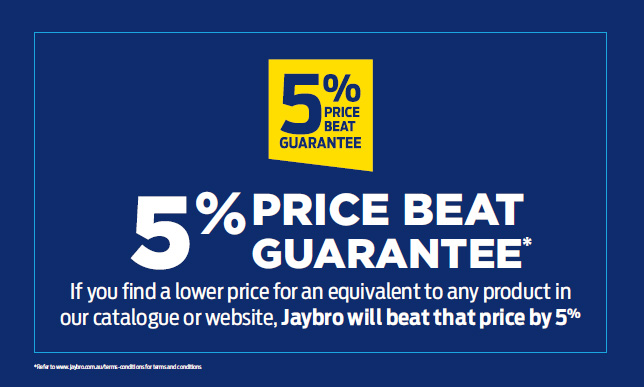 5%
PRICE
BEAT
GUARANTEE
5% PRICE BEAT
GUARANTEE*
If you find a lower price for an equivalent to any product in
our catalogue or website, Jaybro will beat that price by 5%
*Refer to www.jaybro.com.au/terms-conditions for terms and conditions